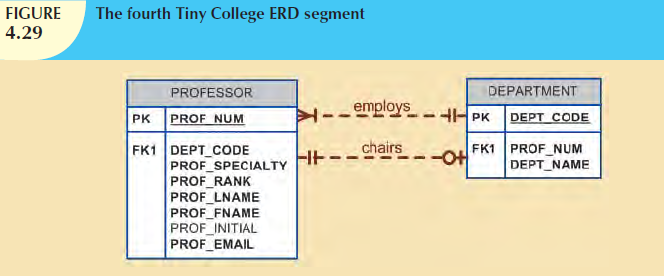 FIGURE
4.29
The fourth Tiny College ERD segment
PROFESSOR
PK PROF_NUM
FK1 DEPT_CODE
PROF_SPECIALTY
PROF_RANK
PROF_LNAME
PROF_FNAME
PROF_INITIAL
PROF_EMAIL
employs
chairs
DEPARTMENT
PK DEPT_CODE
FK1 PROF_NUM
DEPT_NAME